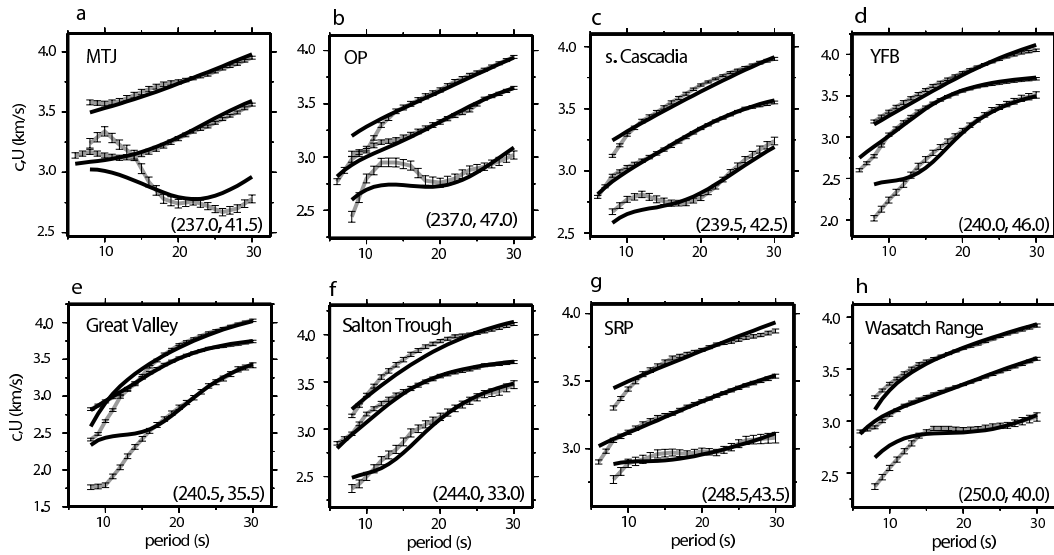 a
b
c
d
MTJ
OP
s. Cascadia
YFB
4.0
3.5
3.0
2.5
4.0
3.5
3.0
2.5
4.0
3.5
3.0
2.5
4.0
3.5
3.0
2.5
2.0
c,U (km/s)
(237.0, 41.5)
(237.0, 47.0)
(239.5, 42.5)
(240.0, 46.0)
10 20 30
10 20 30
10 20 30
10 20 30
e
f
g
h
Great Valley
Salton Trough
SRP
Wasatch Range
4.0
3.5
3.0
2.5
2.0
1.5
4.0
3.5
3.0
2.5
4.0
3.5
3.0
4.0
3.5
3.0
2.5
c,U (km/s)
(240.5, 35.5)
(244.0, 33.0)
(248.5,43.5)
(250.0, 40.0)
10 20 30
10 20 30
10 20 30
10 20 30
period (s)
period (s)
period (s)
period (s)